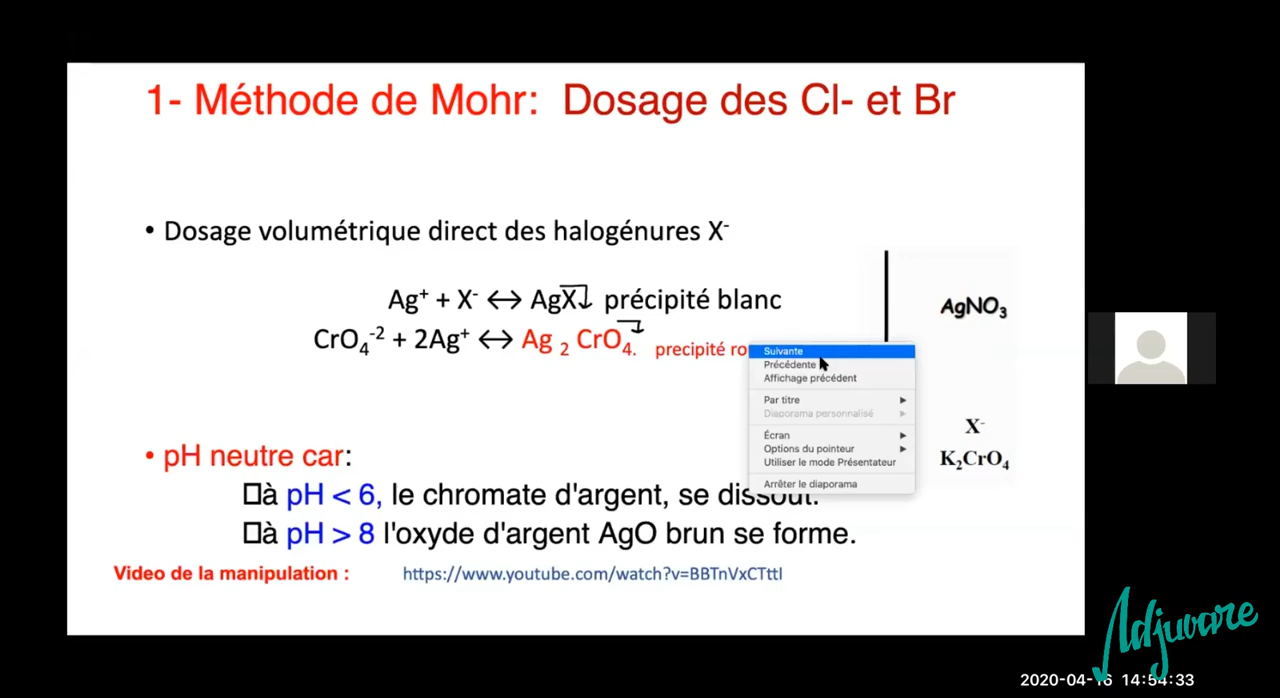 1- Méthode de Mohr: Dosage des Cl- et Br
• Dosage volumétrique direct des halogénures X⁻
Ag⁺ + X⁻ ↔ AgX↓ précipité blanc
CrO₄⁻² + 2Ag⁺ ↔ Ag ₂ CrO₄.
precipité
AgNO₃
Suivante
Précédente
Affichage précédent
Par titre
Diaporama personnalisé
Écran
Options du pointeur
Utiliser le mode Présentateur
Arrêter le diaporama
X⁻
K₂CrO₄
• pH neutre car:
à pH < 6, le chromate d'argent, se dissout.
à pH > 8 l'oxyde d'argent AgO brun se forme.
Video de la manipulation : https://www.youtube.com/watch?v=BBTnVxCTttI
Adjuvare
2020-04-16 14:54:33